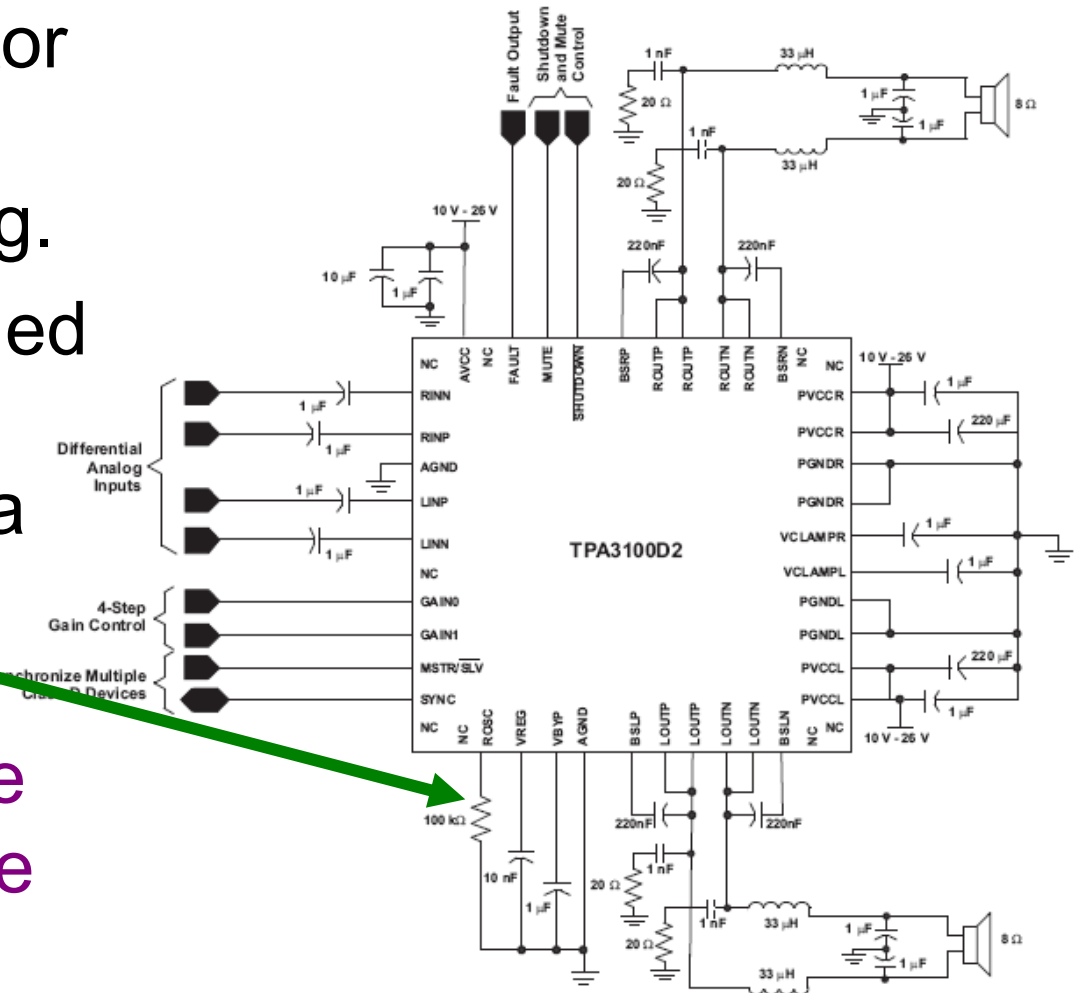 or
g.
ed
a
e
e
Fault Output
Shutdown
and Mute
Control
1 nF
33 μH
20 Ω
1 μF
1 μF
8 Ω
1 nF
33 μH
20 Ω
10 V - 26 V
10 μF
1 μF
220nF
220nF
NC
AVCC
NC
FAULT
MUTE
SHUTDOWN
BSRP
ROUTP
ROUTP
ROUTN
ROUTN
BSRN
NC
NC
10 V - 26 V
RINN
RINP
AGND
LINP
LINN
NC
GAIN0
GAIN1
MSTR/SLV
SYNC
NC
1 μF
1 μF
1 μF
1 μF
Differential
Analog
Inputs
4-Step
Gain Control
nchronize Multiple
Class D Devices
TPA3100D2
PVCCR
PVCCR
PGNDR
PGNDR
VCLAMPR
VCLAMPL
PGNDL
PGNDL
PVCCL
PVCCL
NC
1 μF
220 μF
1 μF
1 μF
220 μF
1 μF
10 V - 26 V
NC
ROSC
VREG
VBYP
AGND
BSLP
LOUTP
LOUTP
LOUTN
LOUTN
BSLN
NC
100 kΩ
10 nF
1 μF
220nF
220nF
1 nF
20 Ω
1 nF
20 Ω
33 μH
1 μF
1 μF
8 Ω
33 μH